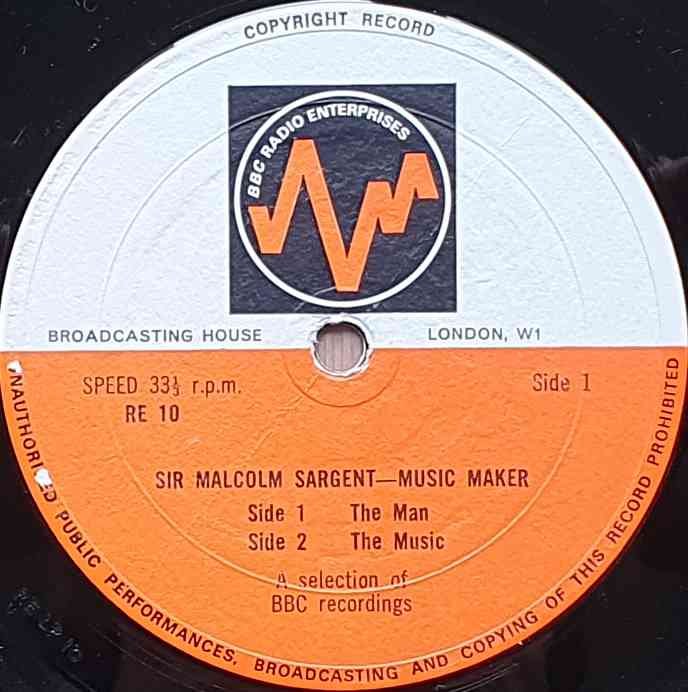 COPYRIGHT RECORD
BBC RADIO ENTERPRISES
BROADCASTING HOUSE LONDON, W1
SPEED 33⅓ r.p.m. Side 1
RE 10
SIR MALCOLM SARGENT—MUSIC MAKER
Side 1 The Man
Side 2 The Music
A selection of
BBC recordings
UNAUTHORISED PUBLIC PERFORMANCES, BROADCASTING AND COPYING OF THIS RECORD PROHIBITED